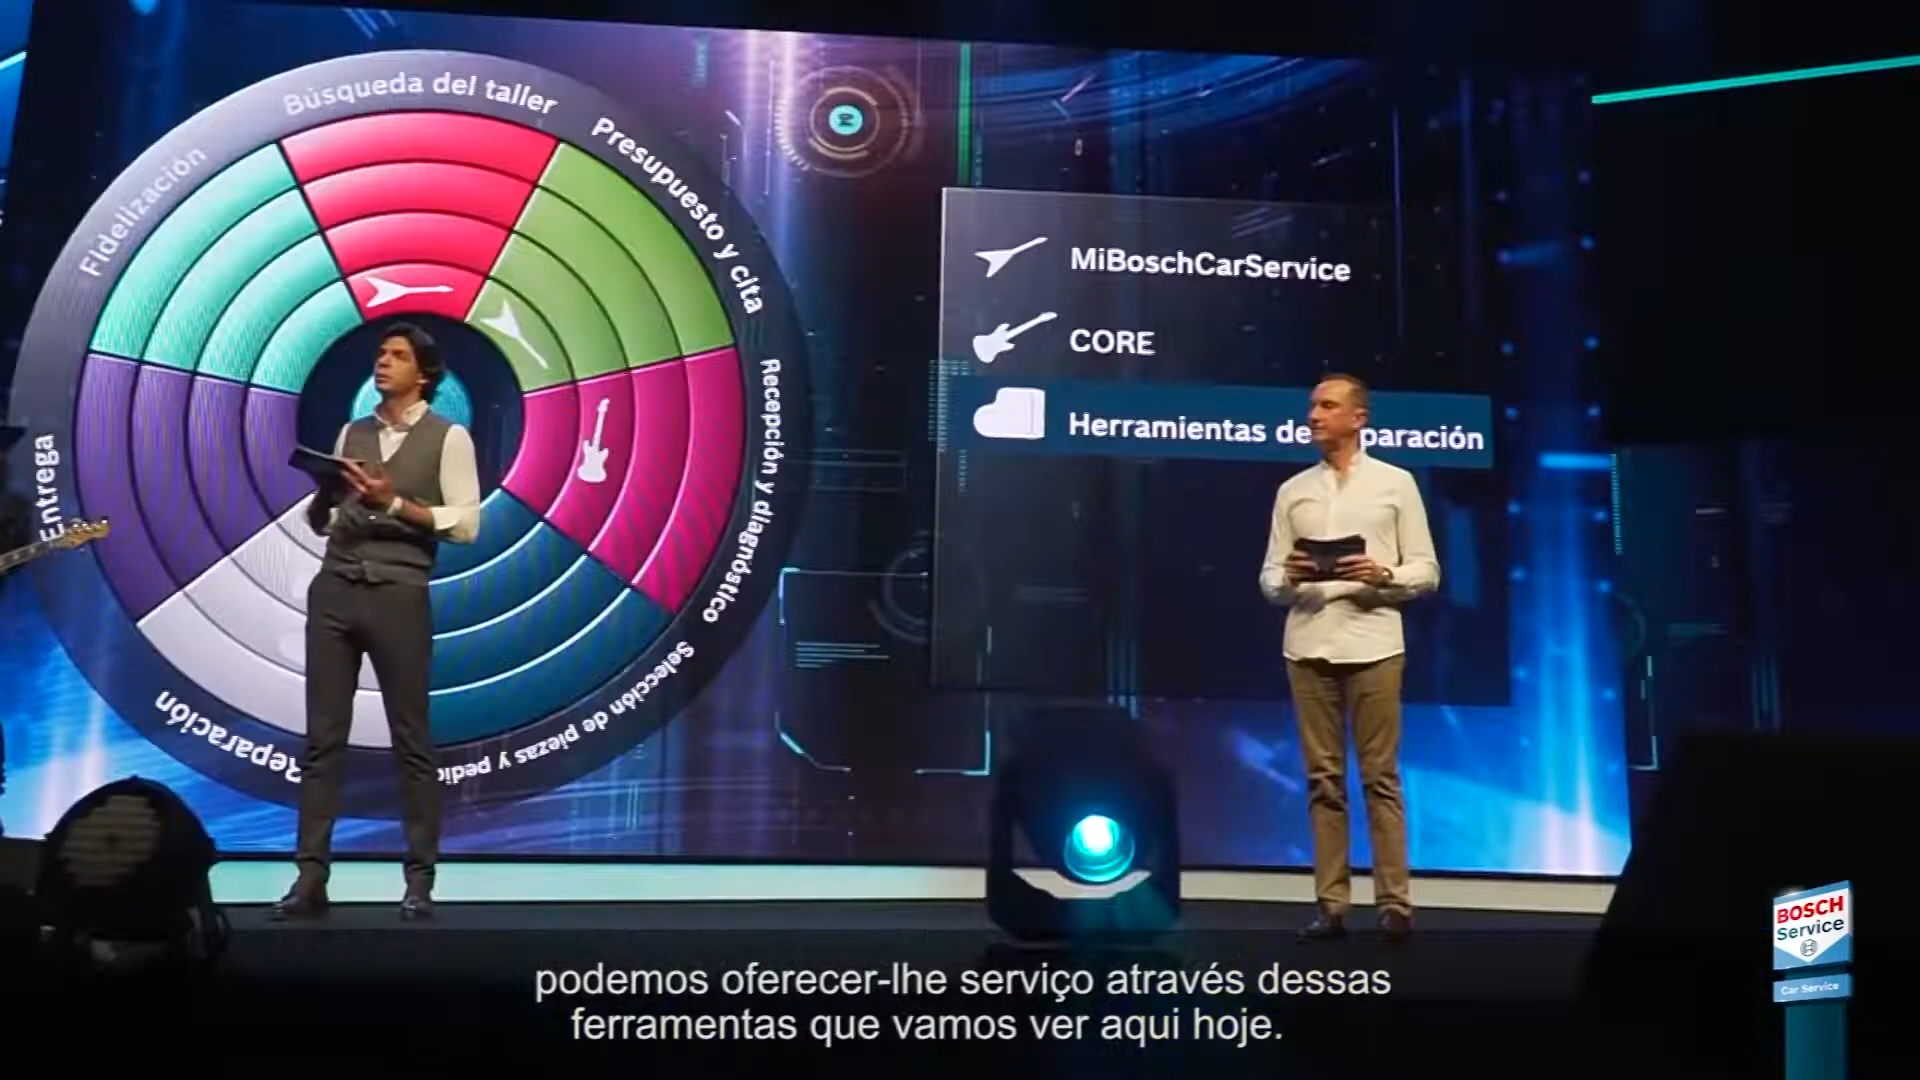 Búsqueda del taller
Presupuesto y cita
Recepción y diagnóstico
Selección de piezas y
Reparación
Entrega
Fidelización
MiBoschCarService
CORE
Herramientas de paración
podemos oferecer-lhe serviço através dessas
ferramentas que vamos ver aqui hoje.
BOSCH
Service
Car Service